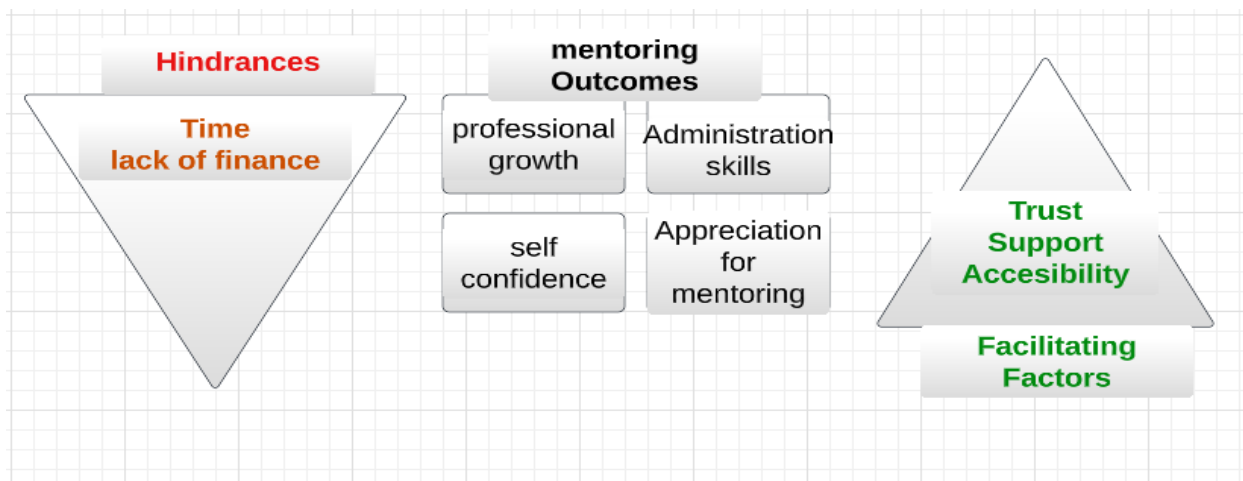 Hindrances
Time
lack of finance
mentoring
Outcomes
professional
growth
Administration
skills
self
confidence
Appreciation
for
mentoring
Trust
Support
Accesibility
Facilitating
Factors